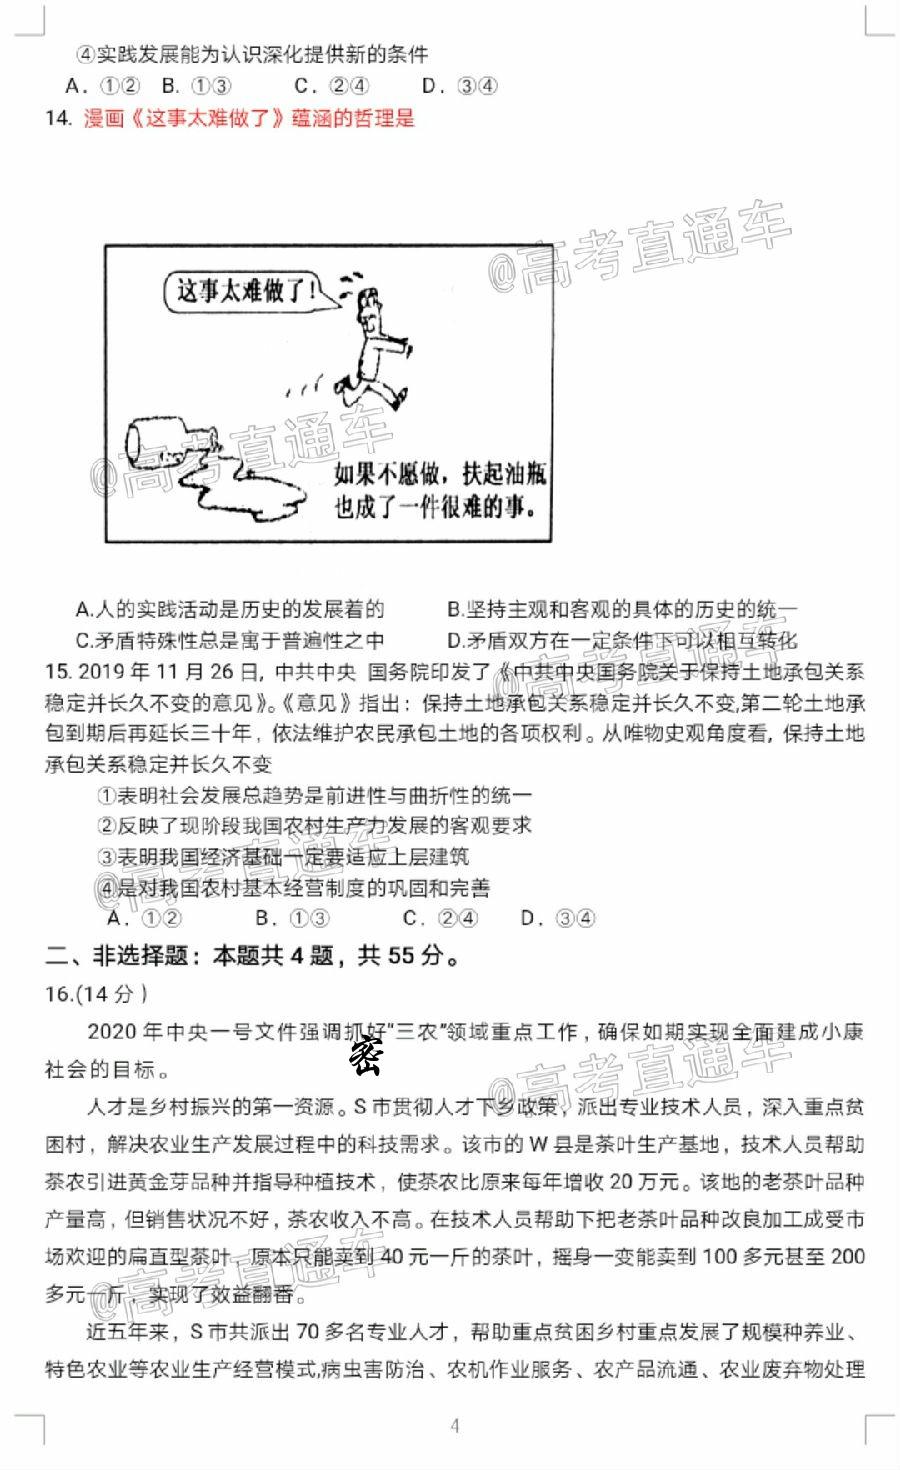 ④实践发展能为认识深化提供新的条件
A. ①② B. ①③ C. ②④ D. ③④
14. 漫画《这事太难做了》蕴涵的哲理是
@高考直通车
这事太难做了!
@高考直通车
如果不愿做，扶起油瓶
也成了一件很难的事。
A.人的实践活动是历史的发展着的 B.坚持主观和客观的具体的历史的统一
C.矛盾特殊性总是寓于普遍性之中 D.矛盾双方在一定条件下可以相互转化
@高考直通车
15. 2019 年 11 月 26 日, 中共中央 国务院印发了《中共中央国务院关于保持土地承包关系
稳定并长久不变的意见》。《意见》指出：保持土地承包关系稳定并长久不变,第二轮土地承
包到期后再延长三十年，依法维护农民承包土地的各项权利。从唯物史观角度看, 保持土地
承包关系稳定并长久不变
①表明社会发展总趋势是前进性与曲折性的统一
②反映了现阶段我国农村生产力发展的客观要求
③表明我国经济基础一定要适应上层建筑
@高考直通车
④是对我国农村基本经营制度的巩固和完善
A. ①② B. ①③ C. ②④ D. ③④
二、非选择题：本题共 4 题，共 55 分。
16.(14 分)
2020 年中央一号文件强调抓好"三农"领域重点工作，确保如期实现全面建成小康
密
社会的目标。
@高考直通车
人才是乡村振兴的第一资源。S 市贯彻人才下乡政策，派出专业技术人员，深入重点贫
困村，解决农业生产发展过程中的科技需求。该市的 W 县是茶叶生产基地，技术人员帮助
茶农引进黄金芽品种并指导种植技术，使茶农比原来每年增收 20 万元。该地的老茶叶品种
产量高，但销售状况不好，茶农收入不高。在技术人员帮助下把老茶叶品种改良加工成受市
场欢迎的扁直型茶叶，原本只能卖到 40 元一斤的茶叶，摇身一变能卖到 100 多元甚至 200
@高考直通车
多元一斤，实现了效益翻番。
近五年来，S 市共派出 70 多名专业人才，帮助重点贫困乡村重点发展了规模种养业、
特色农业等农业生产经营模式,病虫害防治、农机作业服务、农产品流通、农业废弃物处理
4